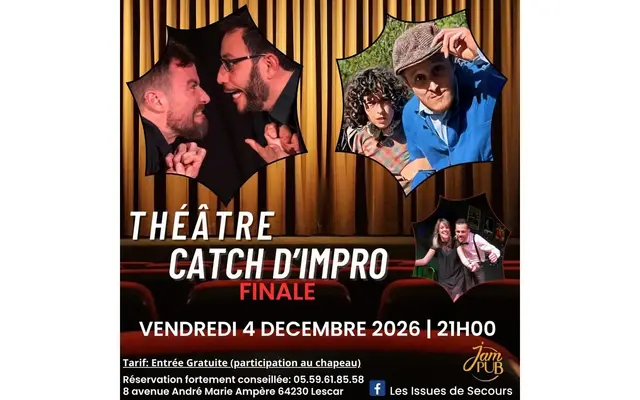 THÉÂTRE
CATCH D'IMPRO
FINALE
VENDREDI 4 DECEMBRE 2026 | 21H00
Jam
PUB
Tarif: Entrée Gratuite (participation au chapeau)
Réservation fortement conseillée: 05.59.61.85.58
8 avenue André Marie Ampère 64230 Lescar
Les Issues de Secours